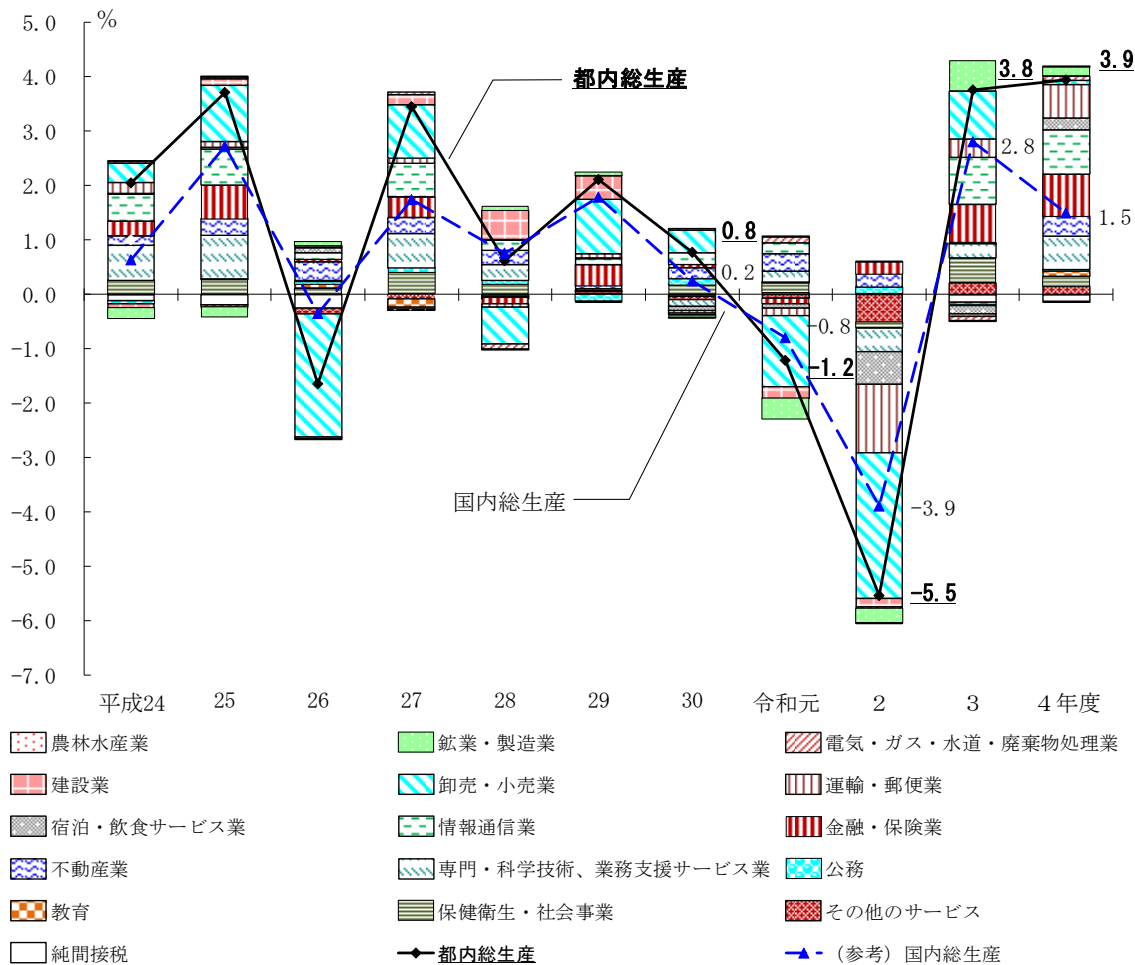 %
5.0
4.0
3.0
2.0
1.0
0.0
-1.0
-2.0
-3.0
-4.0
-5.0
-6.0
-7.0
都内総生産
国内総生産
0.8
0.2
-0.8
-1.2
-3.9
-5.5
3.8
2.8
3.9
1.5
平成24 25 26 27 28 29 30 令和元 2 3 4年度
農林水産業 鉱業・製造業 電気・ガス・水道・廃棄物処理業
建設業 卸売・小売業 運輸・郵便業
宿泊・飲食サービス業 情報通信業 金融・保険業
不動産業 専門・科学技術、業務支援サービス業 公務
教育 保健衛生・社会事業 その他のサービス
純間接税 都内総生産 (参考)国内総生産